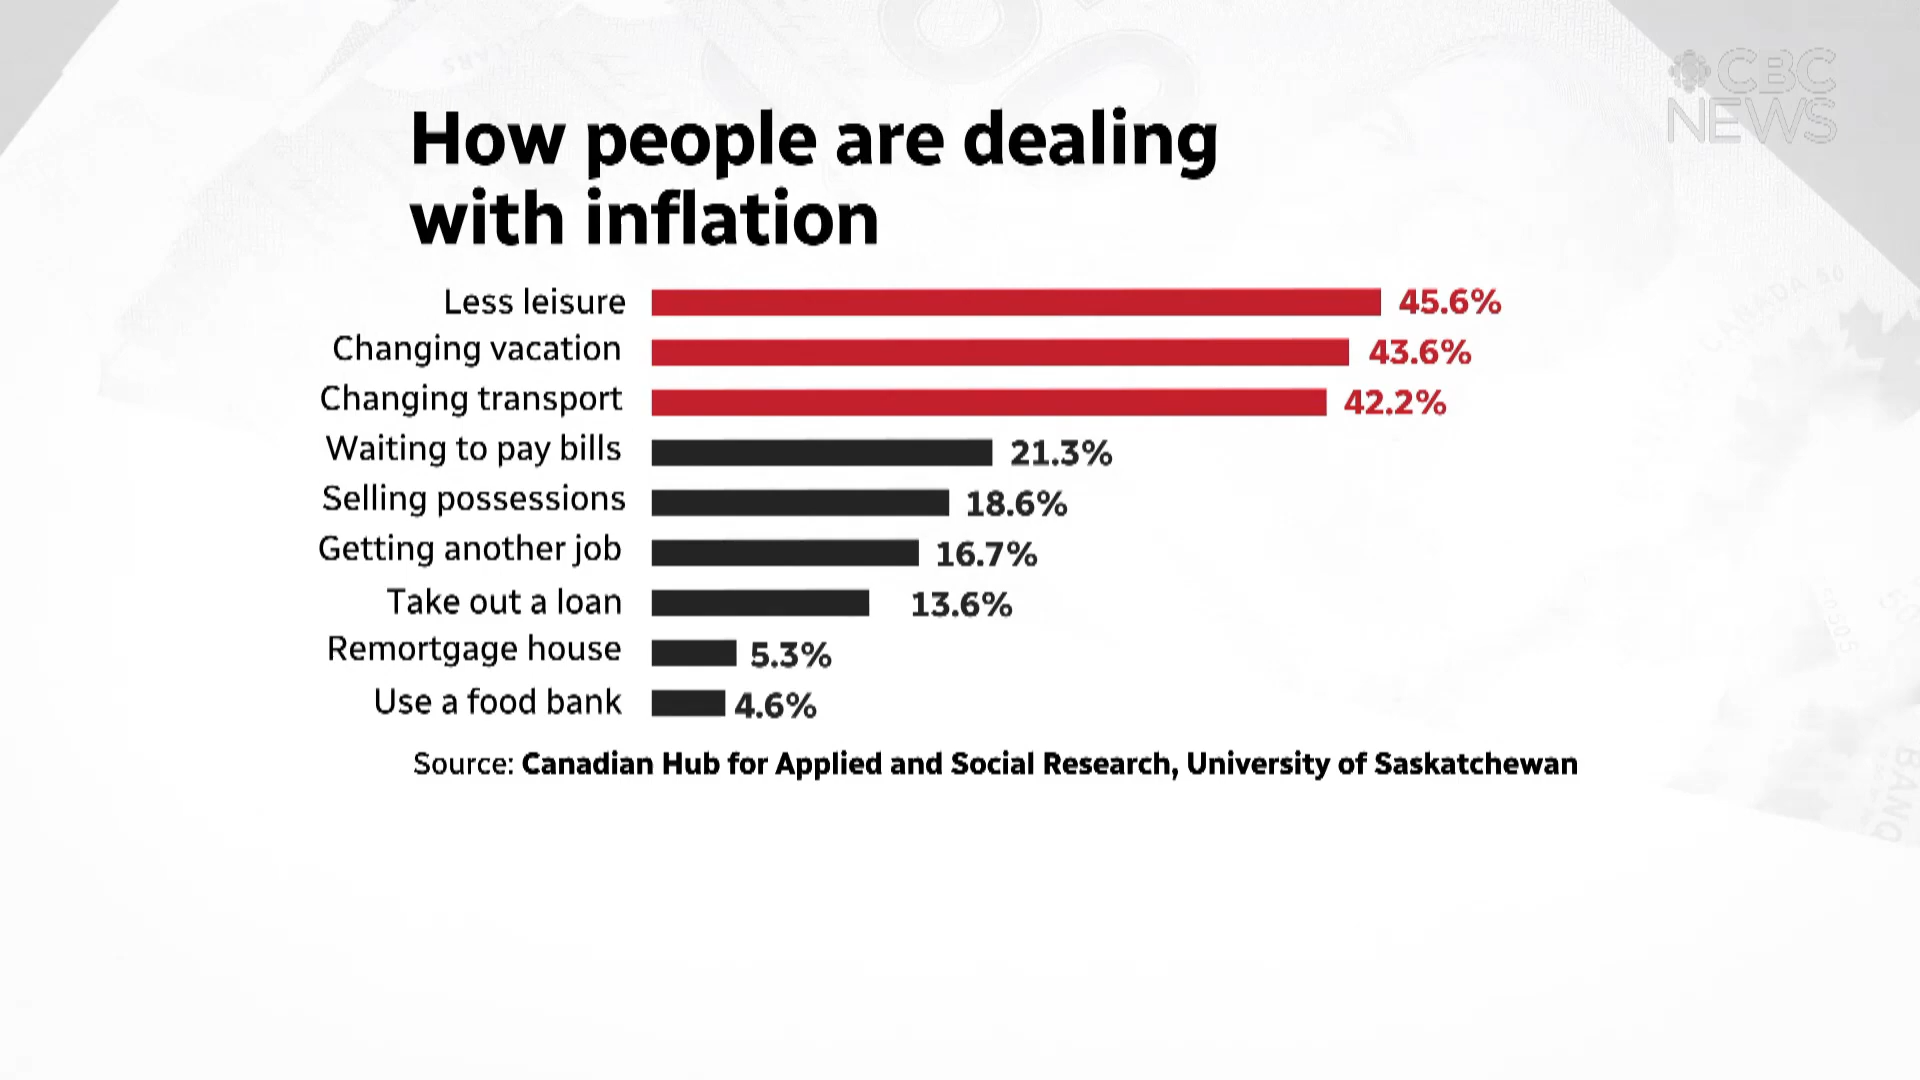 CBC
NEWS
How people are dealing
with inflation
Less leisure 45.6%
Changing vacation 43.6%
Changing transport 42.2%
Waiting to pay bills 21.3%
Selling possessions 18.6%
Getting another job 16.7%
Take out a loan 13.6%
Remortgage house 5.3%
Use a food bank 4.6%
Source: Canadian Hub for Applied and Social Research, University of Saskatchewan
CANADA 50